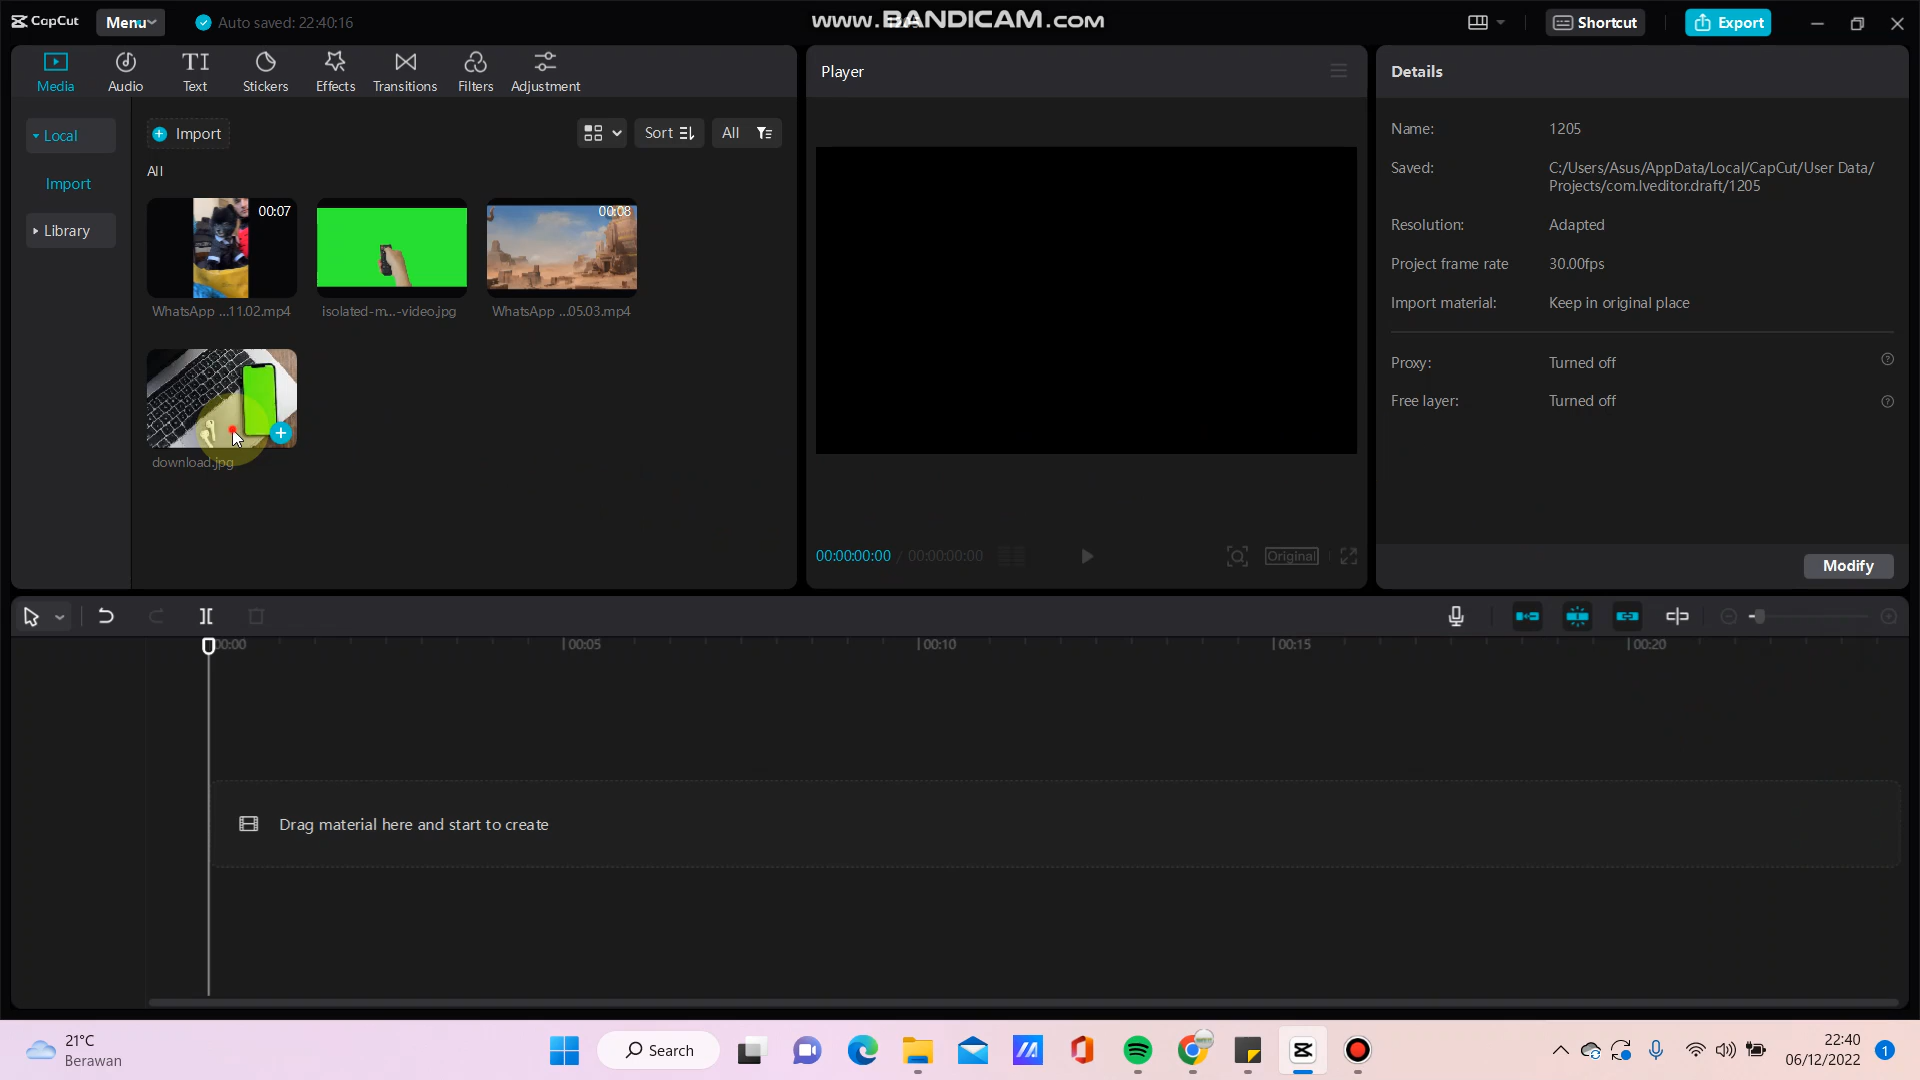 CapCut
Menu
Auto saved: 22:40:16
www.BANDICAM.com
Shortcut
Export
Media
Audio
Text
Stickers
Effects
Transitions
Filters
Adjustment
Local
Import
Library
Import
Sort
All
All
00:07
00:08
WhatsApp ...11.02.mp4
isolated-m...-video.jpg
WhatsApp ...05.03.mp4
download.jpg
Player
00:00:00:00 / 00:00:00:00
Original
Details
Name: 1205
Saved: C:/Users/Asus/AppData/Local/CapCut/User Data/
Projects/com.lveditor.draft/1205
Resolution: Adapted
Project frame rate 30.00fps
Import material: Keep in original place
Proxy: Turned off
Free layer: Turned off
Modify
00:00
00:05
00:10
00:15
00:20
Drag material here and start to create
21°C
Berawan
Search
22:40
06/12/2022
1